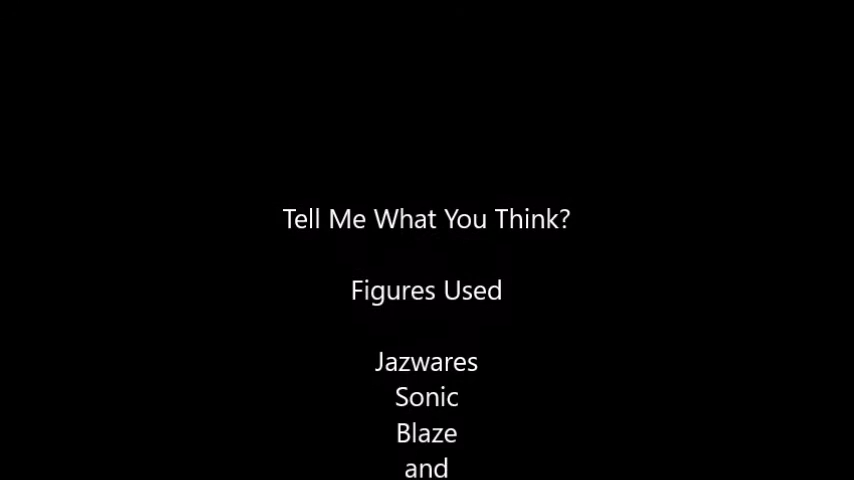 Tell Me What You Think?
Figures Used
Jazwares
Sonic
Blaze
and